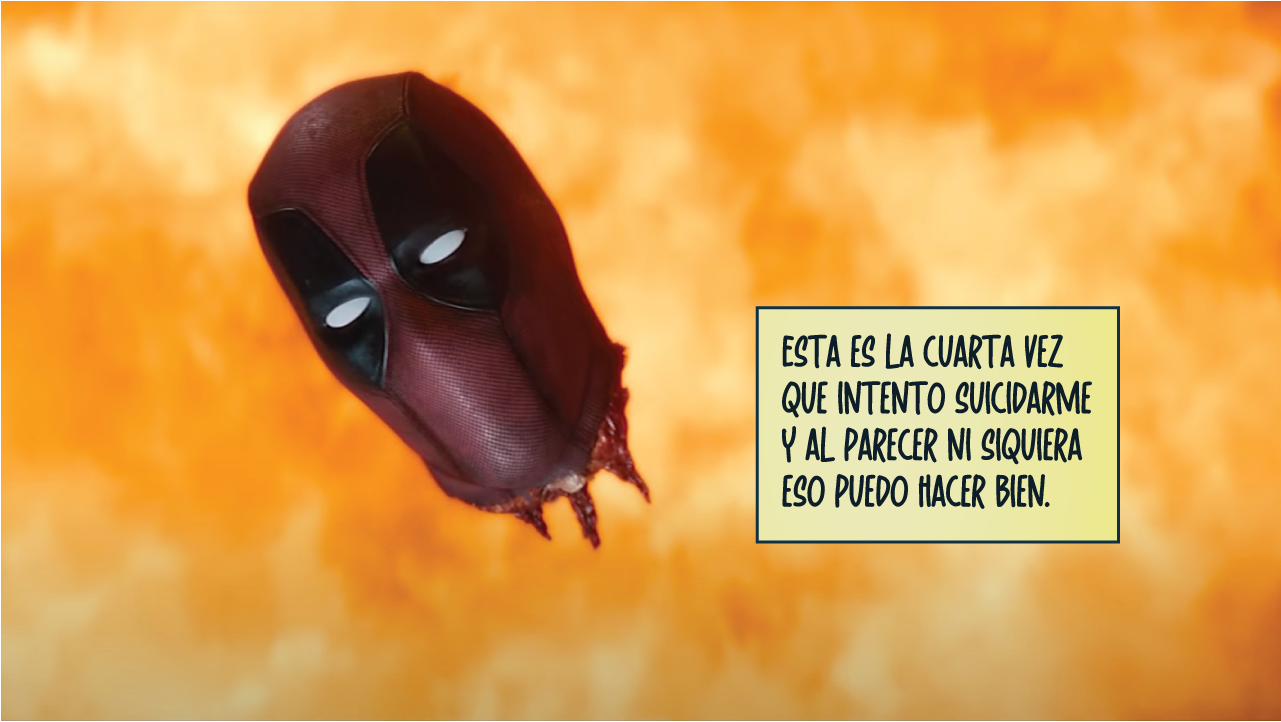 ESTA ES LA CUARTA VEZ
QUE INTENTO SUICIDARME
Y AL PARECER NI SIQUIERA
ESO PUEDO HACER BIEN.